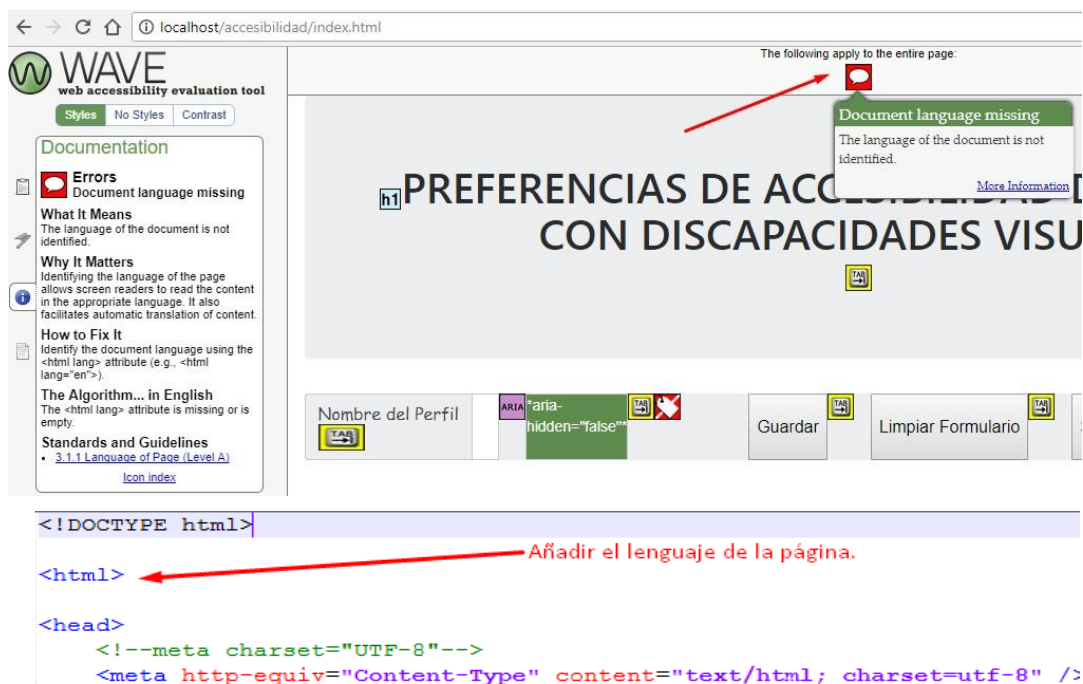 localhost/accesibilidad/index.html
WAVE
web accessibility evaluation tool
Styles No Styles Contrast
Documentation
Errors
Document language missing
What It Means
The language of the document is not
identified.
Why It Matters
Identifying the language of the page
allows screen readers to read the content
in the appropriate language. It also
facilitates automatic translation of content.
How to Fix It
Identify the document language using the
<html lang> attribute (e.g., <html
lang="en">).
The Algorithm... in English
The <html lang> attribute is missing or is
empty.
Standards and Guidelines
• 3.1.1 Language of Page (Level A)
Icon index
The following apply to the entire page:
Document language missing
The language of the document is not
identified.
More Information
h1 PREFERENCIAS DE
CON DISCAPACIDADES VISU
TAB
Nombre del Perfil
TAB
ARIA *aria-
hidden="false"*
TAB
Guardar
TAB
Limpiar Formulario
TAB
<!DOCTYPE html>
Añadir el lenguaje de la página.
<html>
<head>
<!--meta charset="UTF-8"-->
<meta http-equiv="Content-Type" content="text/html; charset=utf-8" />